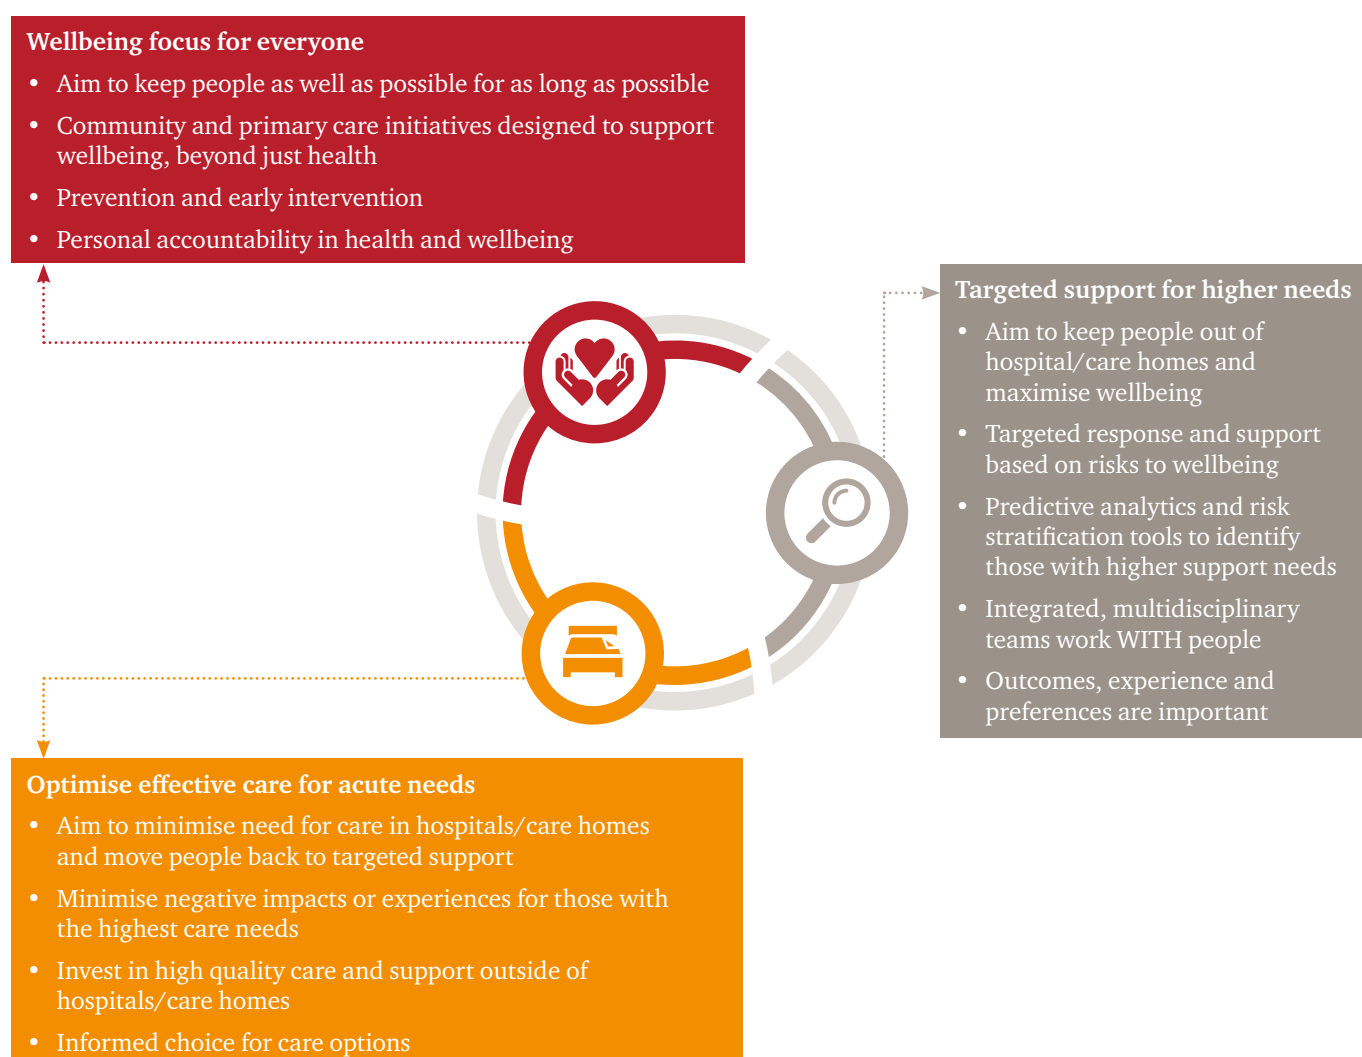 Wellbeing focus for everyone
• Aim to keep people as well as possible for as long as possible
• Community and primary care initiatives designed to support
wellbeing, beyond just health
• Prevention and early intervention
• Personal accountability in health and wellbeing
Targeted support for higher needs
• Aim to keep people out of
hospital/care homes and
maximise wellbeing
• Targeted response and support
based on risks to wellbeing
• Predictive analytics and risk
stratification tools to identify
those with higher support needs
• Integrated, multidisciplinary
teams work WITH people
• Outcomes, experience and
preferences are important
Optimise effective care for acute needs
• Aim to minimise need for care in hospitals/care homes
and move people back to targeted support
• Minimise negative impacts or experiences for those with
the highest care needs
• Invest in high quality care and support outside of
hospitals/care homes
• Informed choice for care options